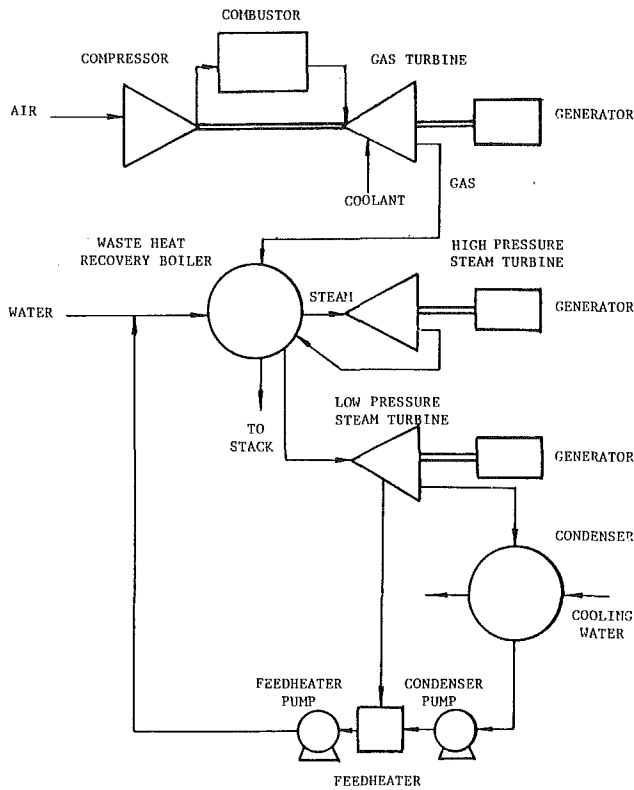 COMBUSTOR
COMPRESSOR
GAS TURBINE
AIR
GENERATOR
COOLANT
GAS
WASTE HEAT
RECOVERY BOILER
HIGH PRESSURE
STEAM TURBINE
STEAM
WATER
GENERATOR
LOW PRESSURE
STEAM TURBINE
TO
STACK
GENERATOR
CONDENSER
COOLING
WATER
FEEDHEATER
PUMP
CONDENSER
PUMP
FEEDHEATER